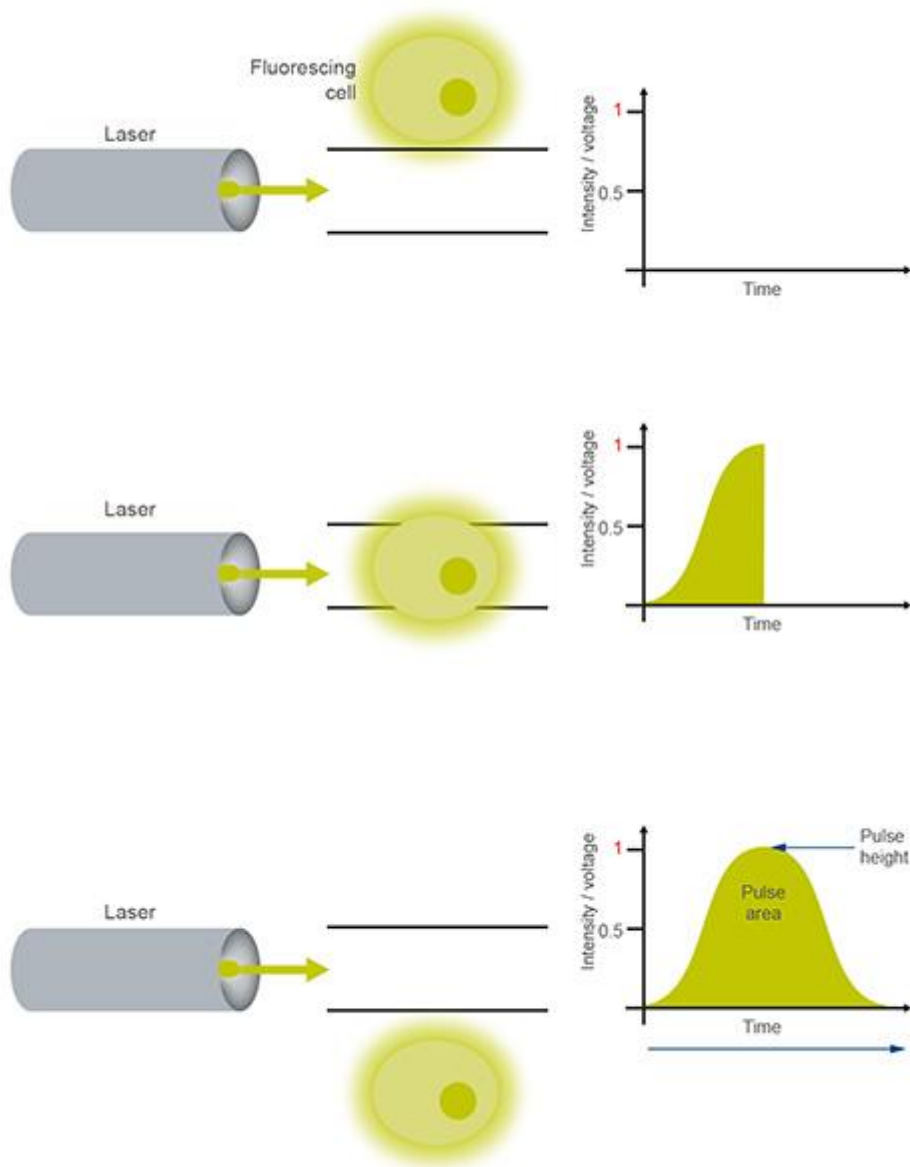 Fluorescing
cell
Laser
Intensity / voltage
1
0.5
Time
Laser
Intensity / voltage
1
0.5
Time
Laser
Intensity / voltage
1
0.5
Pulse
height
Pulse
area
Time